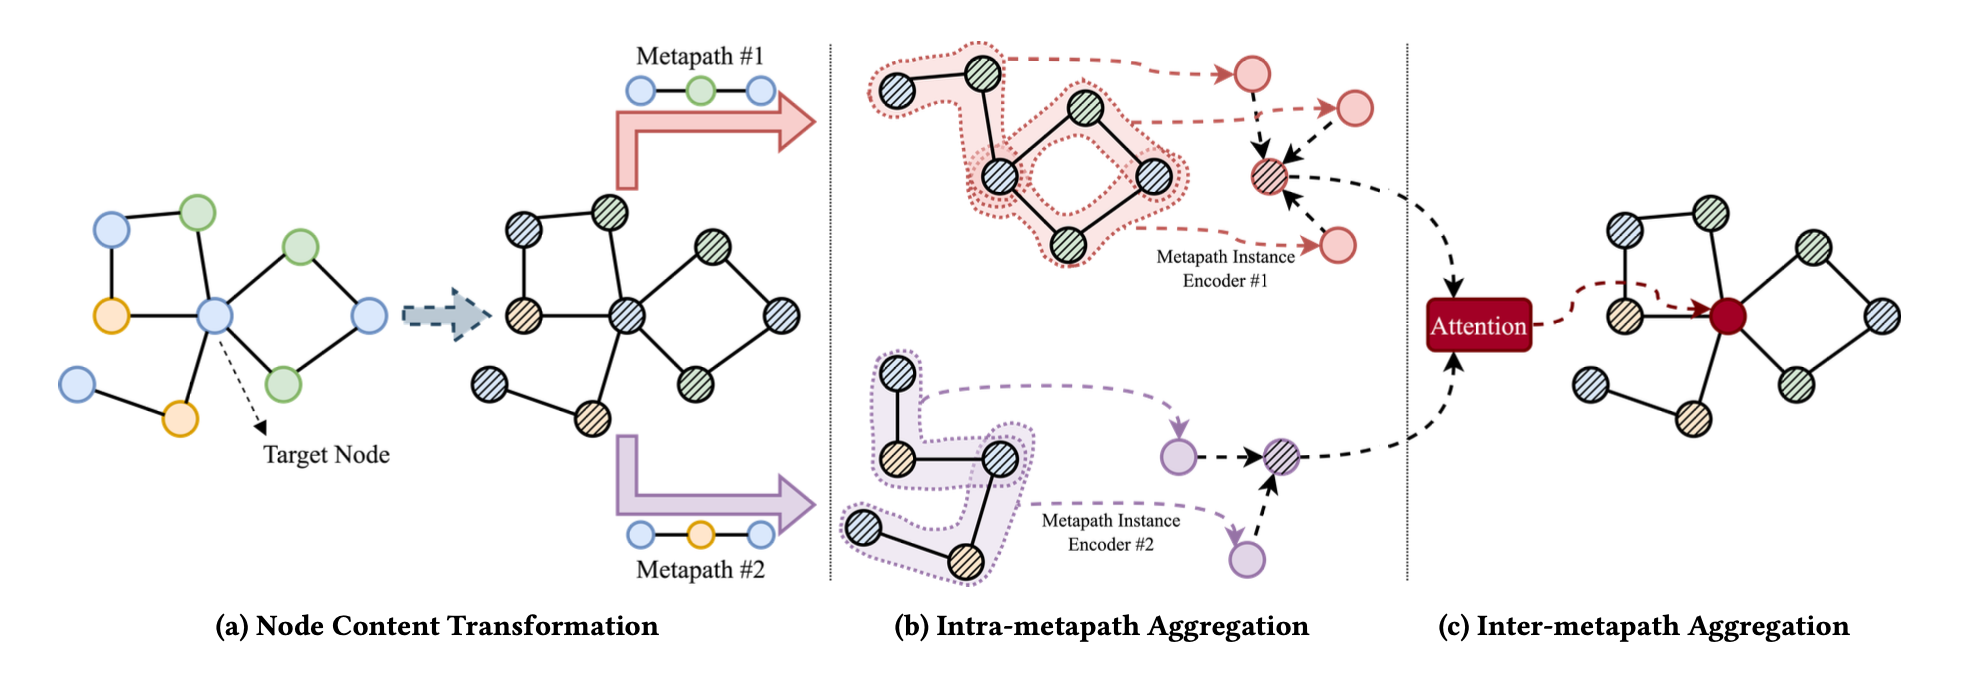 Metapath #1
Target Node
Metapath #2
Metapath Instance
Encoder #1
Metapath Instance
Encoder #2
Attention
(a) Node Content Transformation
(b) Intra-metapath Aggregation
(c) Inter-metapath Aggregation